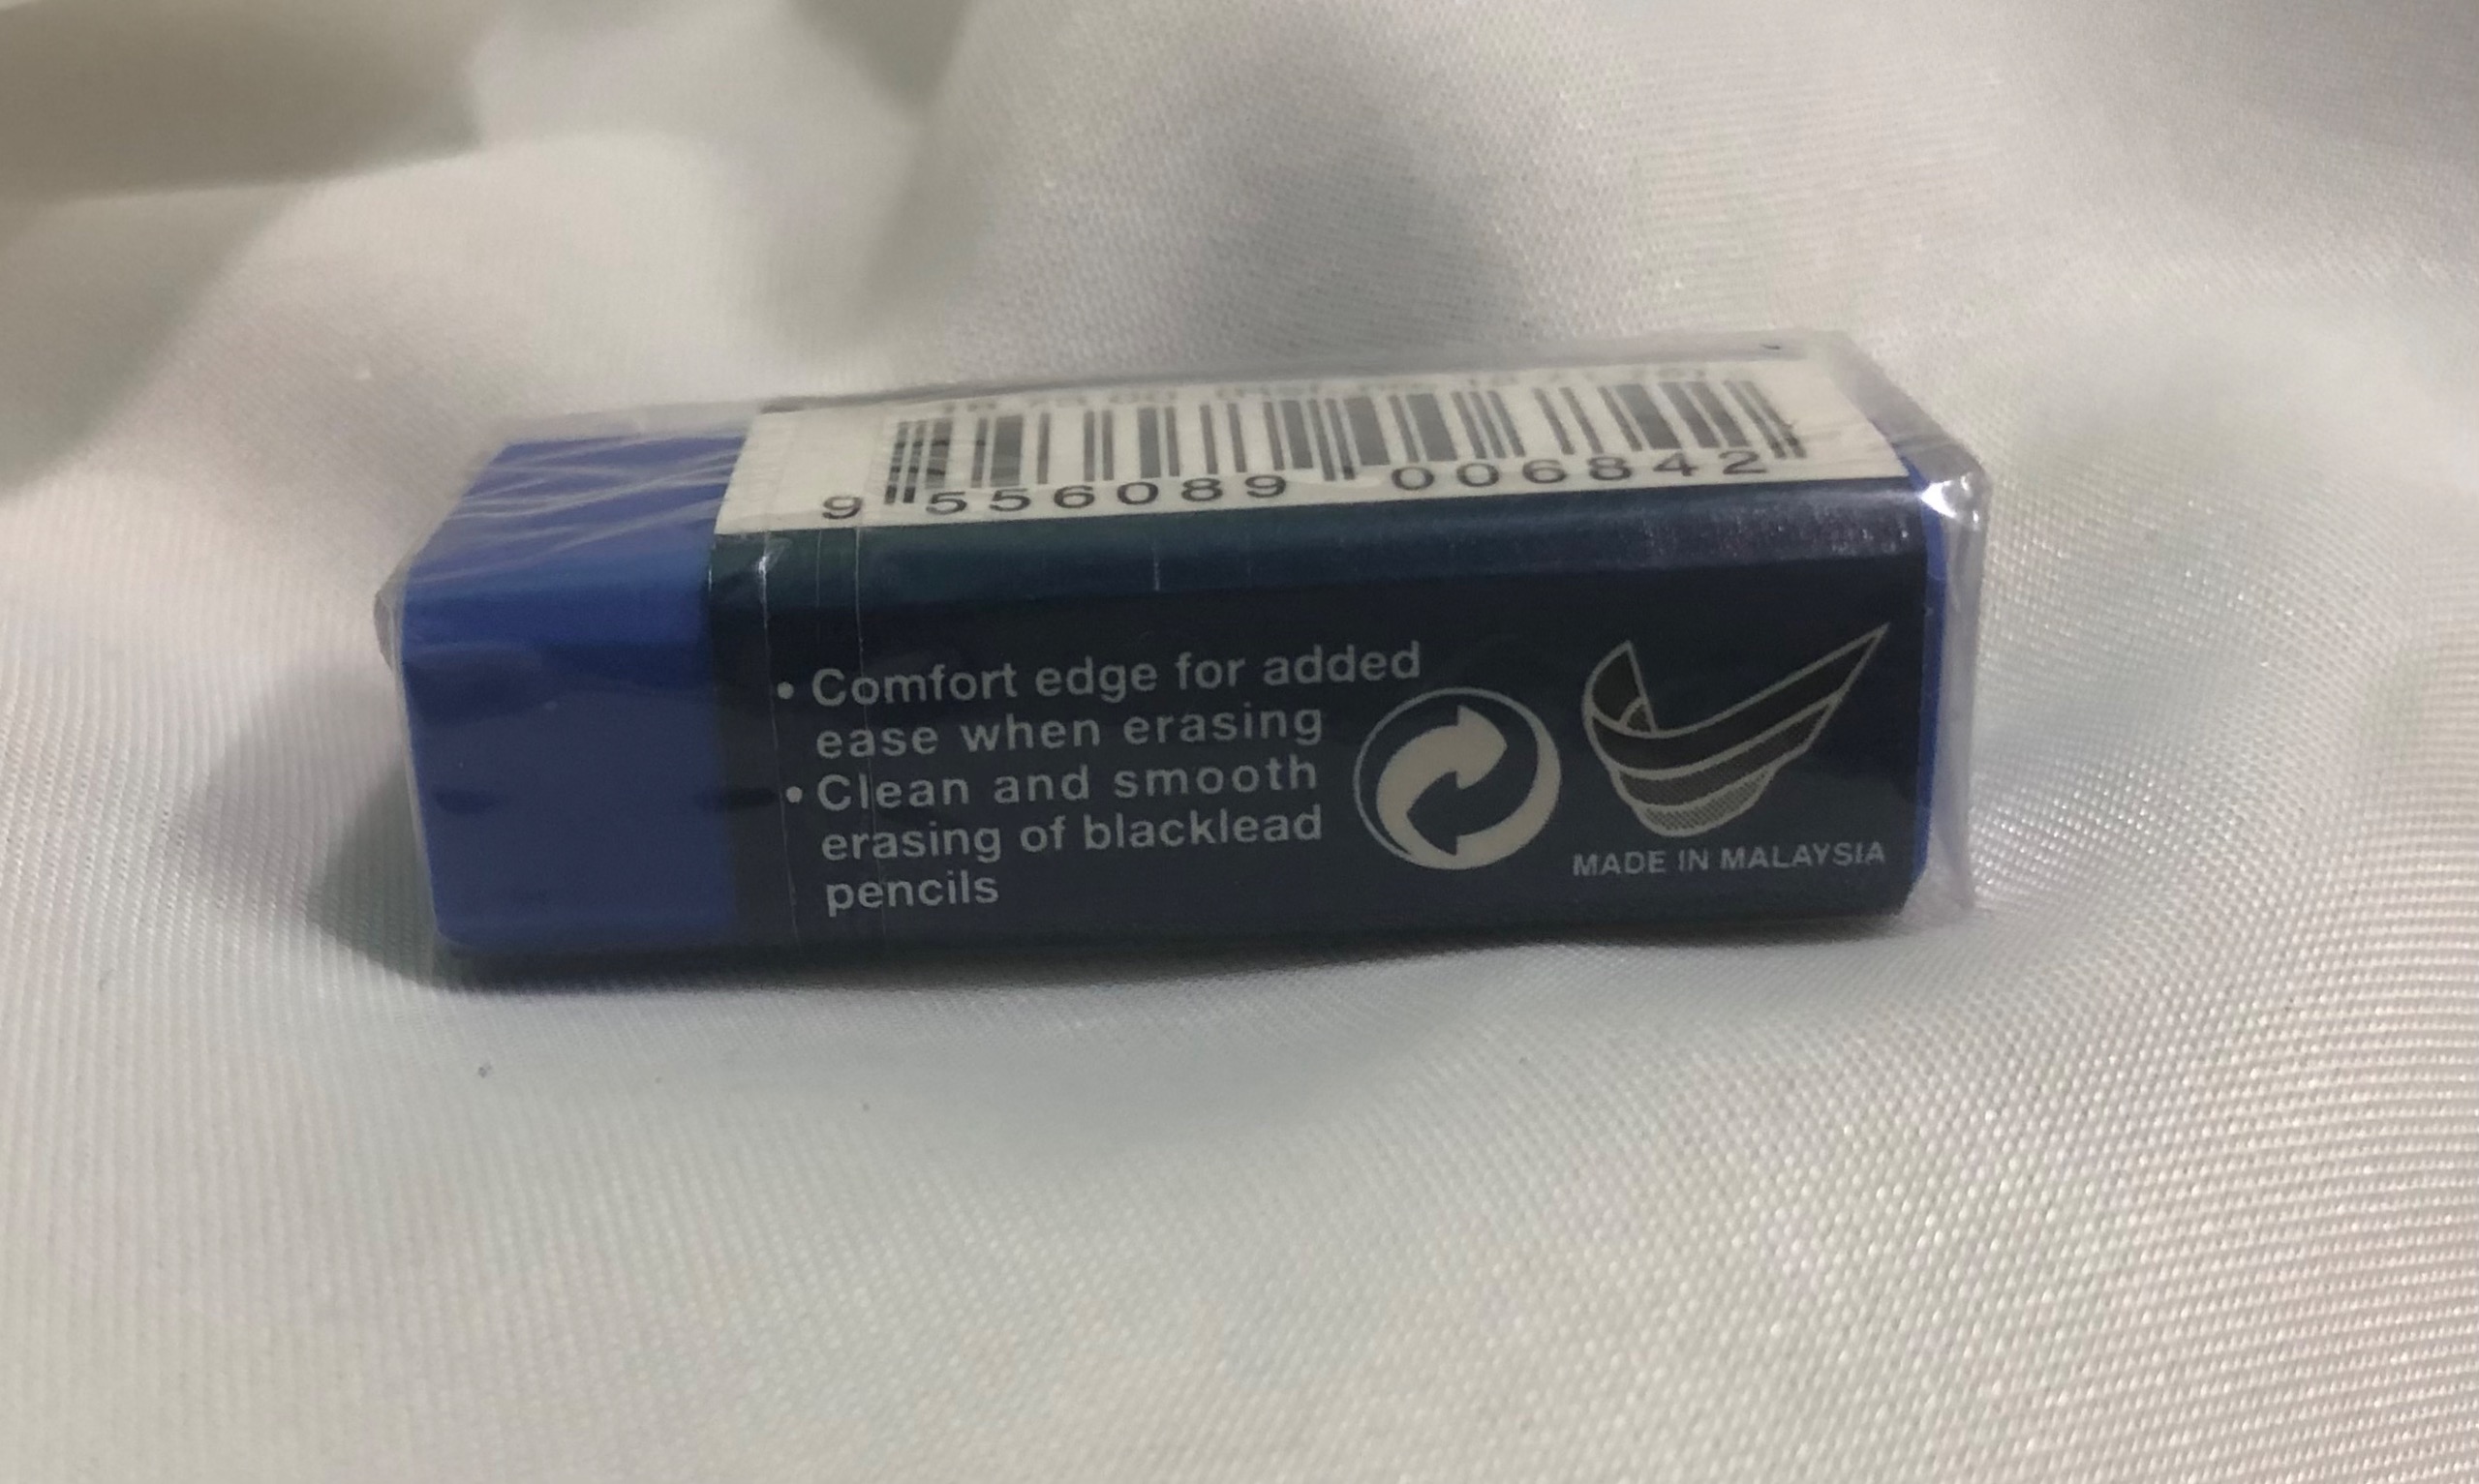 9 556089 006842
• Comfort edge for added
ease when erasing
• Clean and smooth
erasing of blacklead
pencils
MADE IN MALAYSIA